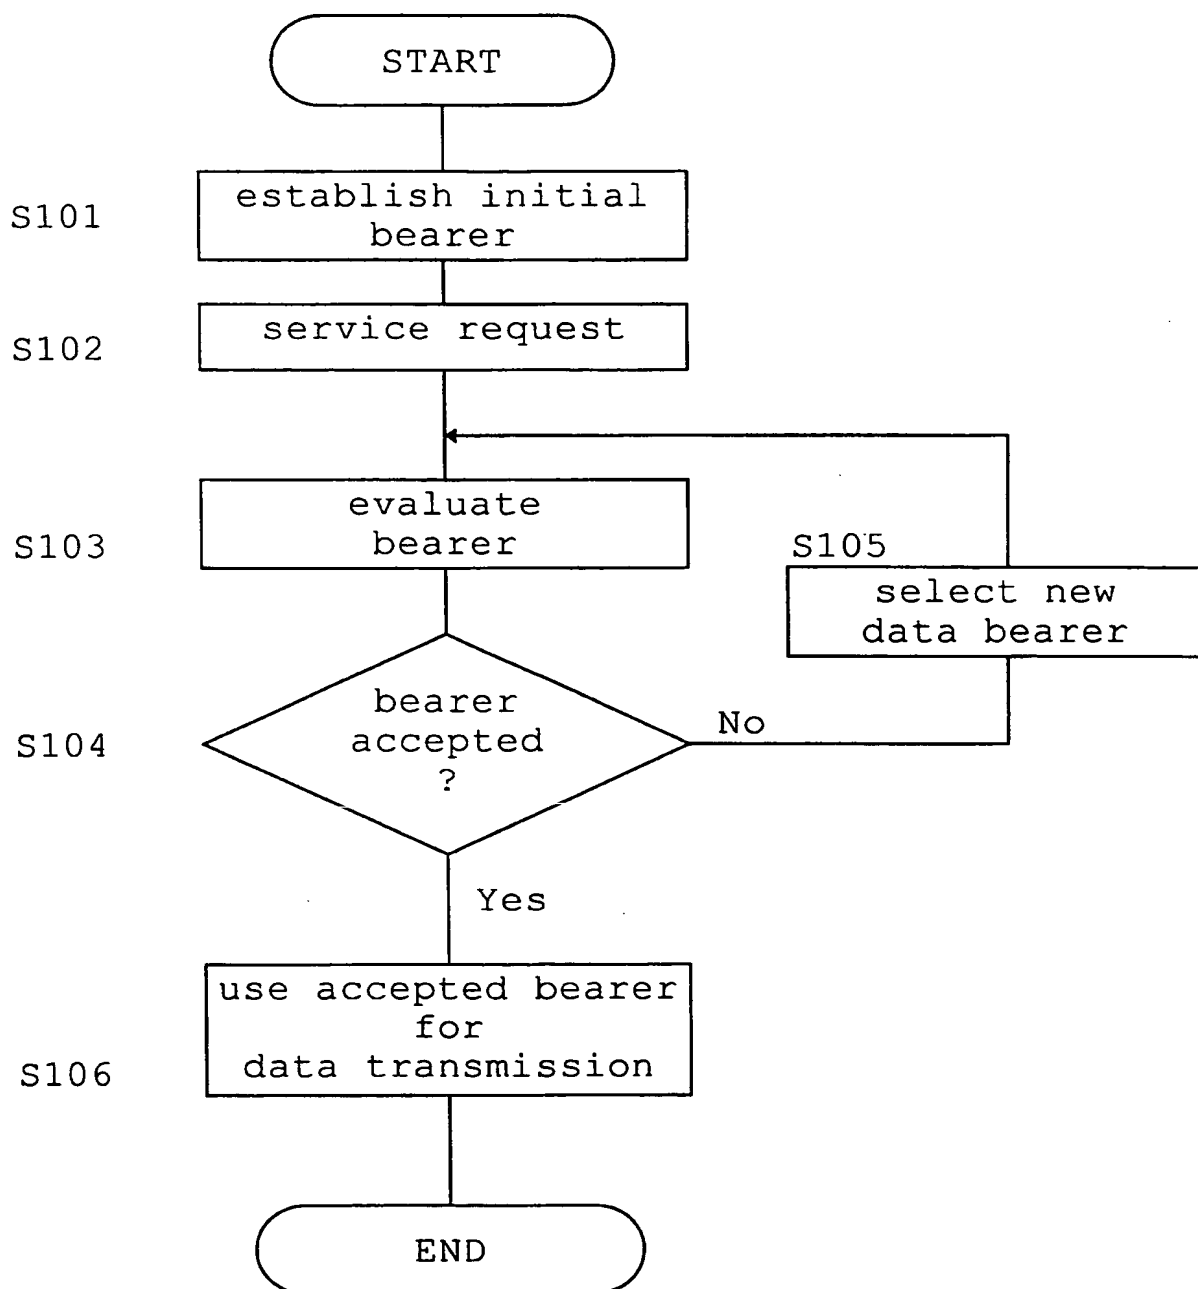 START
S101
establish initial
bearer
S102
service request
S103
evaluate
bearer
S105
select new
data bearer
S104
bearer
accepted
?
No
Yes
S106
use accepted bearer
for
data transmission
END